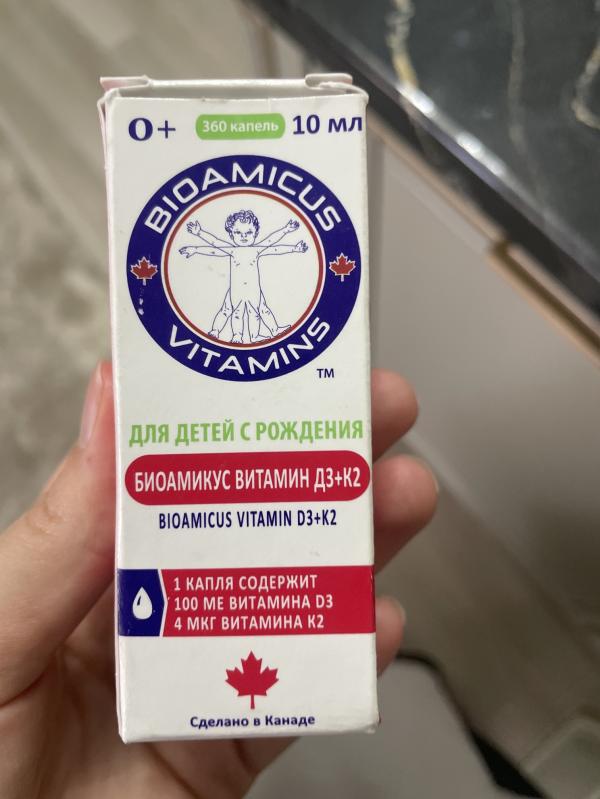 0+ 360 капель 10 мл
BIOAMICUS
VITAMINS
TM
ДЛЯ ДЕТЕЙ С РОЖДЕНИЯ
БИОАМИКУС ВИТАМИН Д3+К2
BIOAMICUS VITAMIN D3+K2
1 КАПЛЯ СОДЕРЖИТ
100 МЕ ВИТАМИНА D3
4 МКГ ВИТАМИНА К2
Сделано в Канаде